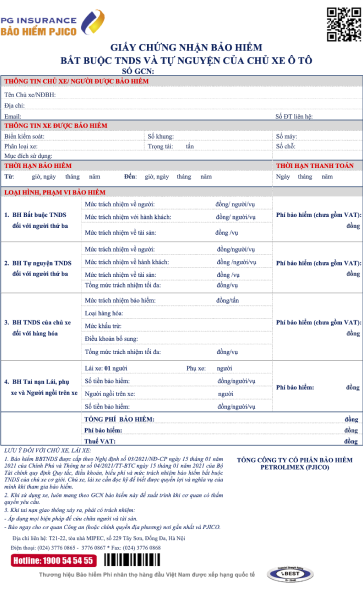 PG INSURANCE
BẢO HIỂM PJICO
GIẤY CHỨNG NHẬN BẢO HIỂM
BẮT BUỘC TNDS VÀ TỰ NGUYỆN CỦA CHỦ XE Ô TÔ
SỐ GCN:
THÔNG TIN CHỦ XE/ NGƯỜI ĐƯỢC BẢO HIỂM
Tên Chủ xe/NĐBH:
Địa chỉ:
Email: Số ĐT liên hệ:
THÔNG TIN XE ĐƯỢC BẢO HIỂM
Biển kiểm soát: Số khung: Số máy:
Phân loại xe: Trọng tải: tấn Số chỗ:
Mục đích sử dụng:
THỜI HẠN BẢO HIỂM THỜI HẠN THANH TOÁN
Từ: giờ, ngày tháng năm Đến: giờ, ngày tháng năm Ngày tháng năm
LOẠI HÌNH, PHẠM VI BẢO HIỂM
1. BH Bắt buộc TNDS đối với người thứ ba
Mức trách nhiệm về người: đồng/ người/vụ
Mức trách nhiệm với hành khách: đồng/ người/vụ
Mức trách nhiệm về tài sản: đồng /vụ
Phí bảo hiểm (chưa gồm VAT):
đồng
2. BH Tự nguyện TNDS
đối với người thứ ba
Mức trách nhiệm về người: đồng/người/vụ
Mức trách nhiệm về hành khách: đồng /người/vụ
Mức trách nhiệm về tài sản: đồng /vụ
Tổng mức trách nhiệm tối đa: đồng/vụ
Phí bảo hiểm (chưa gồm VAT):
đồng
3. BH TNDS của chủ xe
đối với hàng hóa
Mức trách nhiệm bảo hiểm: đồng/tấn
Loại hàng hóa:
Mức khấu trừ:
Điều khoản bổ sung:
Tổng mức trách nhiệm tối đa: đồng/vụ
Phí bảo hiểm (chưa gồm VAT):
đồng
4. BH Tai nạn Lái, phụ
xe và Người ngồi trên xe
Lái xe: 01 người Phụ xe: người
Số tiền bảo hiểm: đồng/người/vụ
Người ngồi trên xe: người
Số tiền bảo hiểm: đồng/người/vụ
Phí bảo hiểm: đồng
TỔNG PHÍ BẢO HIỂM: đồng
Phí bảo hiểm: đồng
Thuế VAT: đồng
LƯU Ý ĐỐI VỚI CHỦ XE, LÁI XE:
1. Bảo hiểm BBTNDS được cấp theo Nghị định số 03/2021/NĐ-CP ngày 15 tháng 01 năm
2021 của Chính Phủ và Thông tư số 04/2021/TT-BTC ngày 15 tháng 01 năm 2021 của Bộ
Tài chính quy định Quy tắc, điều khoản, biểu phí và mức trách nhiệm bảo hiểm bắt buộc
TNDS của chủ xe cơ giới. Chủ xe, lái xe cần đọc kỹ để biết được quyền lợi và nghĩa vụ của
mình khi tham gia bảo hiểm.
2. Khi sử dụng xe, luôn mang theo GCN bảo hiểm này để xuất trình khi cơ quan có thẩm
quyền yêu cầu.
3. Khi tai nạn giao thông xảy ra, phải có trách nhiệm:
- Áp dụng mọi biện pháp để cứu chữa người và tài sản.
- Báo ngay cho cơ quan Công an (hoặc chính quyền địa phương) nơi gần nhất và PJICO.
TỔNG CÔNG TY CỔ PHẦN BẢO HIỂM
PETROLIMEX (PJICO)
Địa chỉ liên hệ: T21-22, tòa nhà MIPEC, số 229 Tây Sơn, Đống Đa, Hà Nội
Điện thoại: (024) 3776 0865 - 3776 0867 * Fax: (024) 3776 0868
Hotline: 1900 54 54 55
Thương hiệu Bảo hiểm Phi nhân thọ hàng đầu Việt Nam được xếp hạng quốc tế
BEST